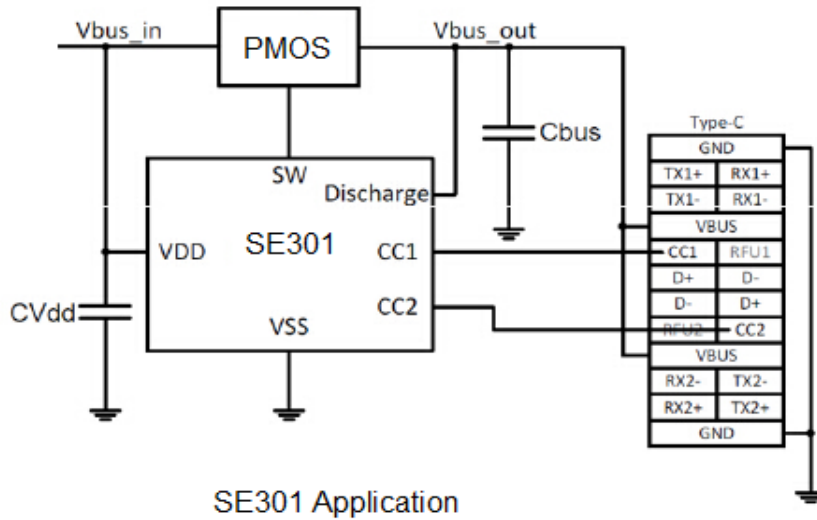 Vbus_in
PMOS
Vbus_out
Cbus
SW
Discharge
SE301
VDD
CC1
CC2
CVdd
VSS
Type-C
GND
TX1+ RX1+
TX1- RX1-
VBUS
CC1 RFU1
D+ D-
D- D+
RFU2 CC2
VBUS
RX2- TX2-
RX2+ TX2+
GND
SE301 Application